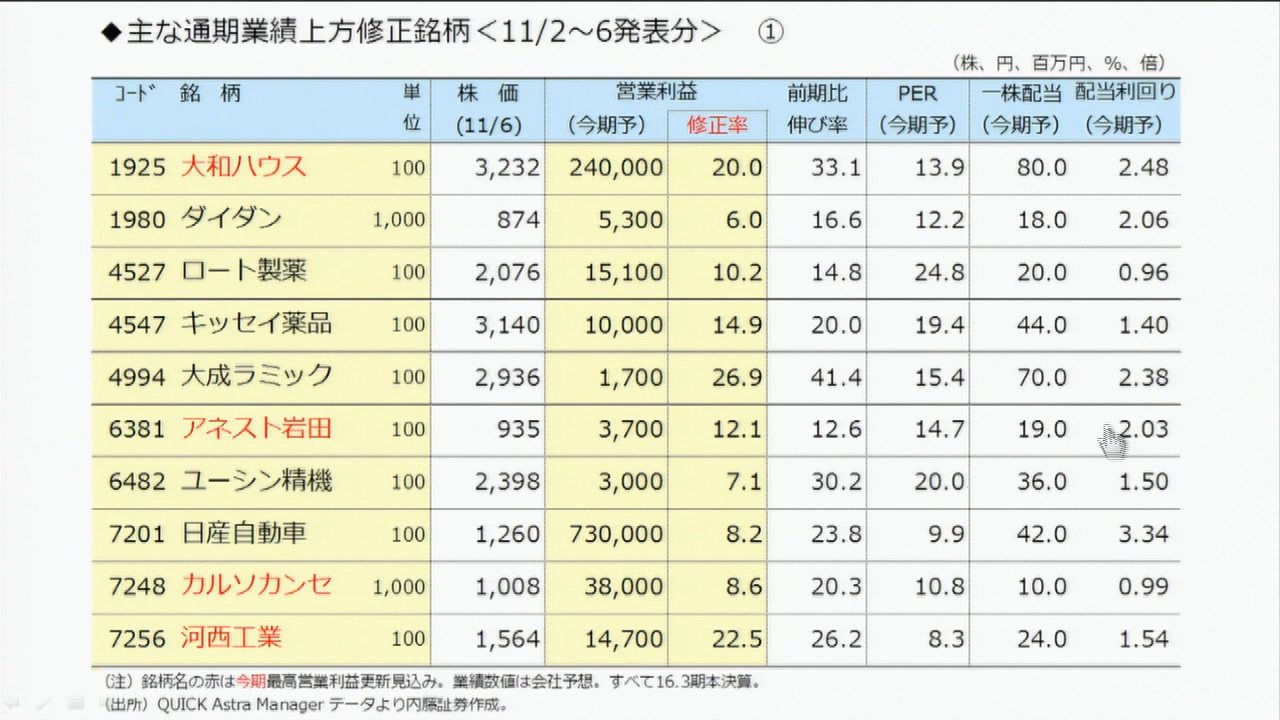 ◆主な通期業績上方修正銘柄＜11/2～6発表分＞ ①
（株、円、百万円、%、倍）
ｺｰﾄﾞ 銘 柄 単位 株 価 (11/6) 営業利益 (今期予) 修正率 前期比 伸び率 PER (今期予) 一株配当 (今期予) 配当利回り (今期予)
1925 大和ハウス 100 3,232 240,000 20.0 33.1 13.9 80.0 2.48
1980 ダイダン 1,000 874 5,300 6.0 16.6 12.2 18.0 2.06
4527 ロート製薬 100 2,076 15,100 10.2 14.8 24.8 20.0 0.96
4547 キッセイ薬品 100 3,140 10,000 14.9 20.0 19.4 44.0 1.40
4994 大成ラミック 100 2,936 1,700 26.9 41.4 15.4 70.0 2.38
6381 アネスト岩田 100 935 3,700 12.1 12.6 14.7 19.0 2.03
6482 ユーシン精機 100 2,398 3,000 7.1 30.2 20.0 36.0 1.50
7201 日産自動車 100 1,260 730,000 8.2 23.8 9.9 42.0 3.34
7248 カルソカンセ 1,000 1,008 38,000 8.6 20.3 10.8 10.0 0.99
7256 河西工業 100 1,564 14,700 22.5 26.2 8.3 24.0 1.54
（注）銘柄名の赤は今期最高営業利益更新見込み。業績数値は会社予想。すべて16.3期本決算。
（出所）QUICK Astra Manager データより内藤証券作成。